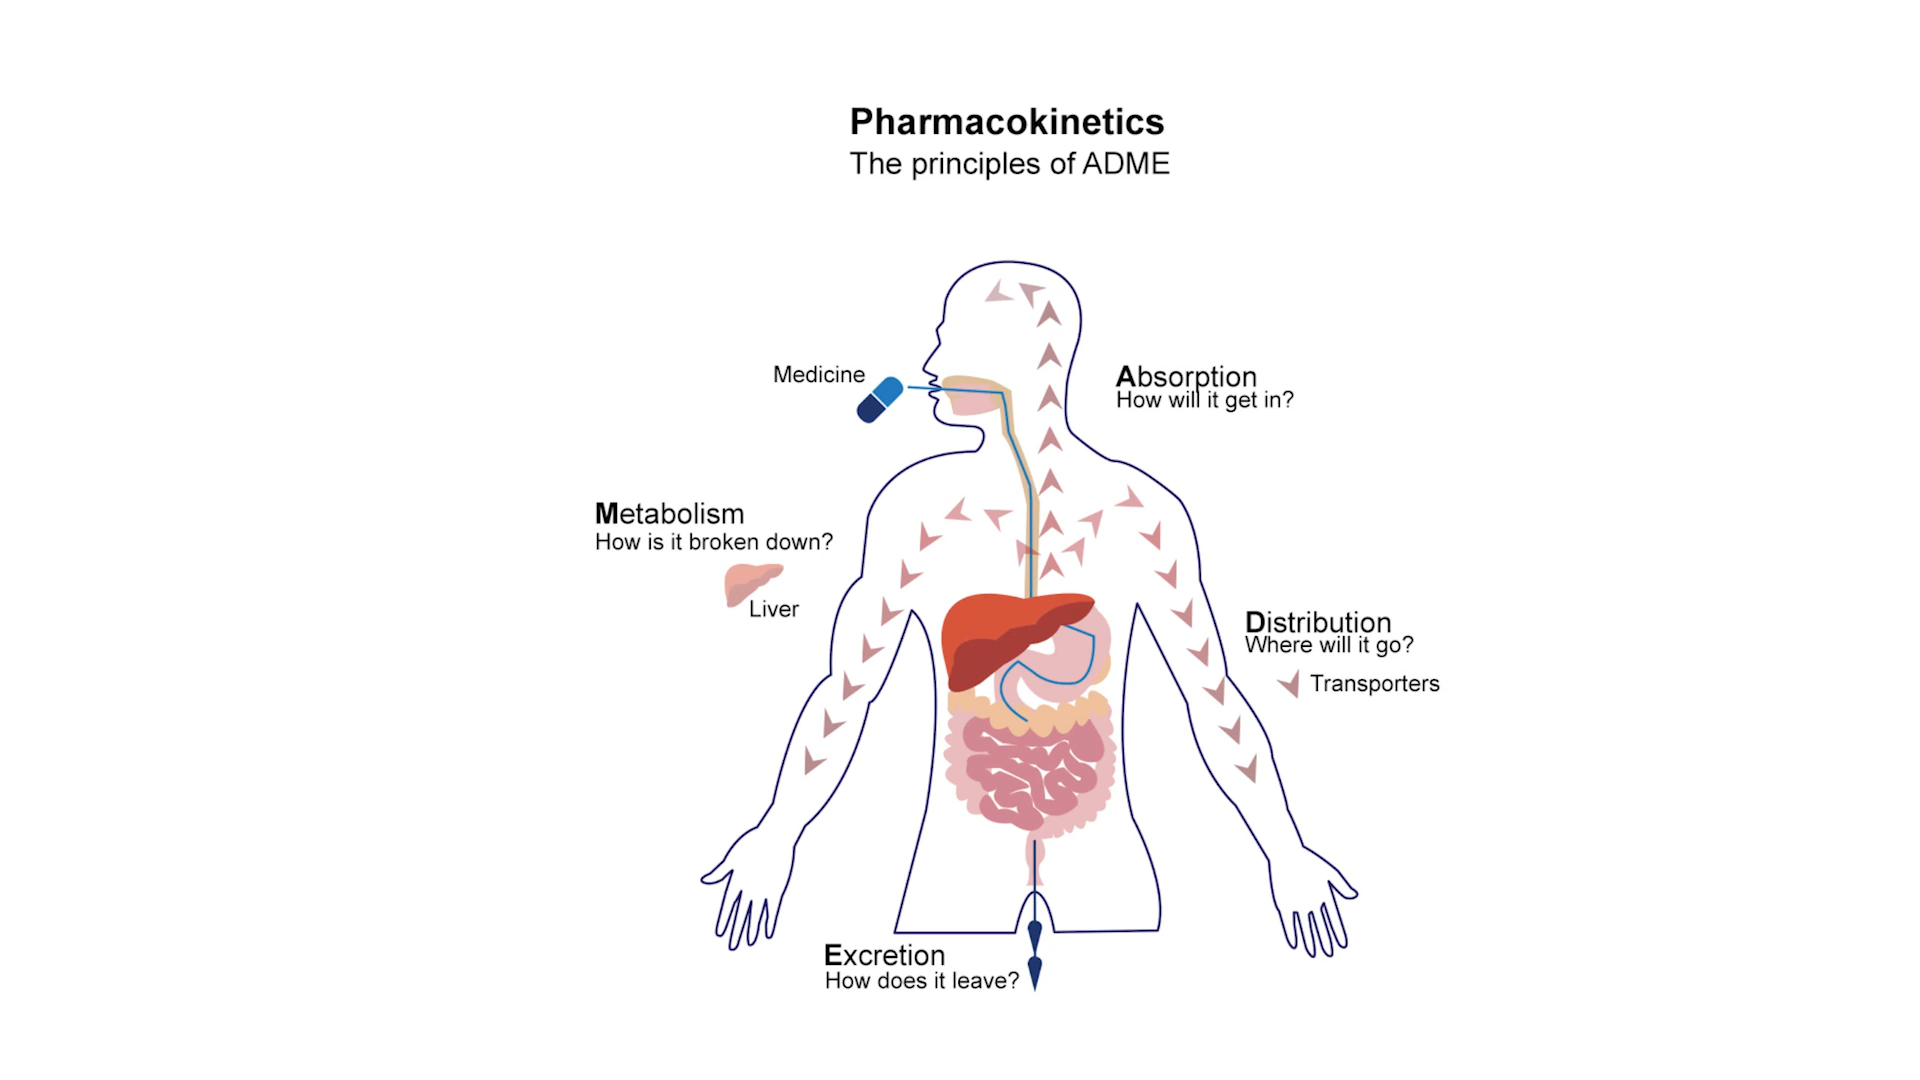 Pharmacokinetics
The principles of ADME
Medicine
Absorption
How will it get in?
Metabolism
How is it broken down?
Liver
Distribution
Where will it go?
Transporters
Excretion
How does it leave?